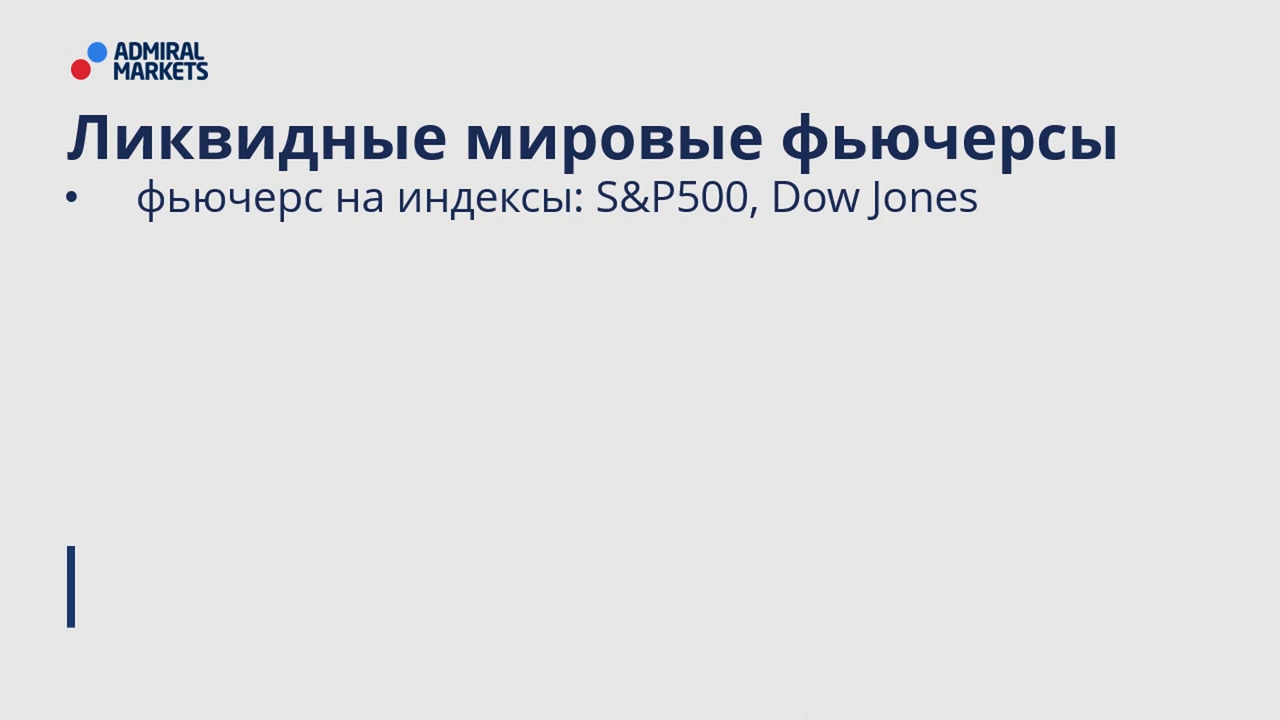 ADMIRAL
MARKETS
Ликвидные мировые фьючерсы
• фьючерс на индексы: S&P500, Dow Jones